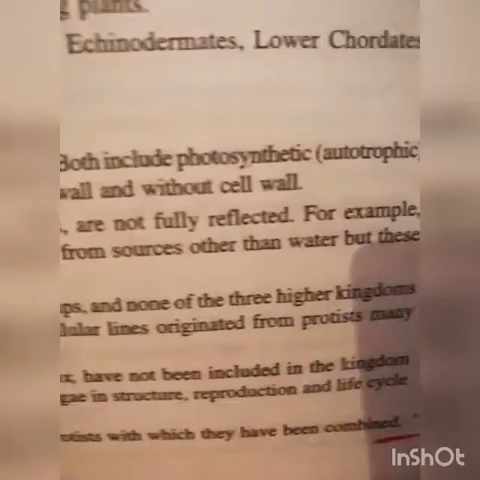 g plants.
Echinodermates, Lower Chordates
Both include photosynthetic (autotrophic)
wall and without cell wall.
, are not fully reflected. For example,
from sources other than water but these
ps, and none of the three higher kingdoms
llular lines originated from protists many
x, have not been included in the kingdom
gae in structure, reproduction and life cycle
otists with which they have been combined.
InShOt